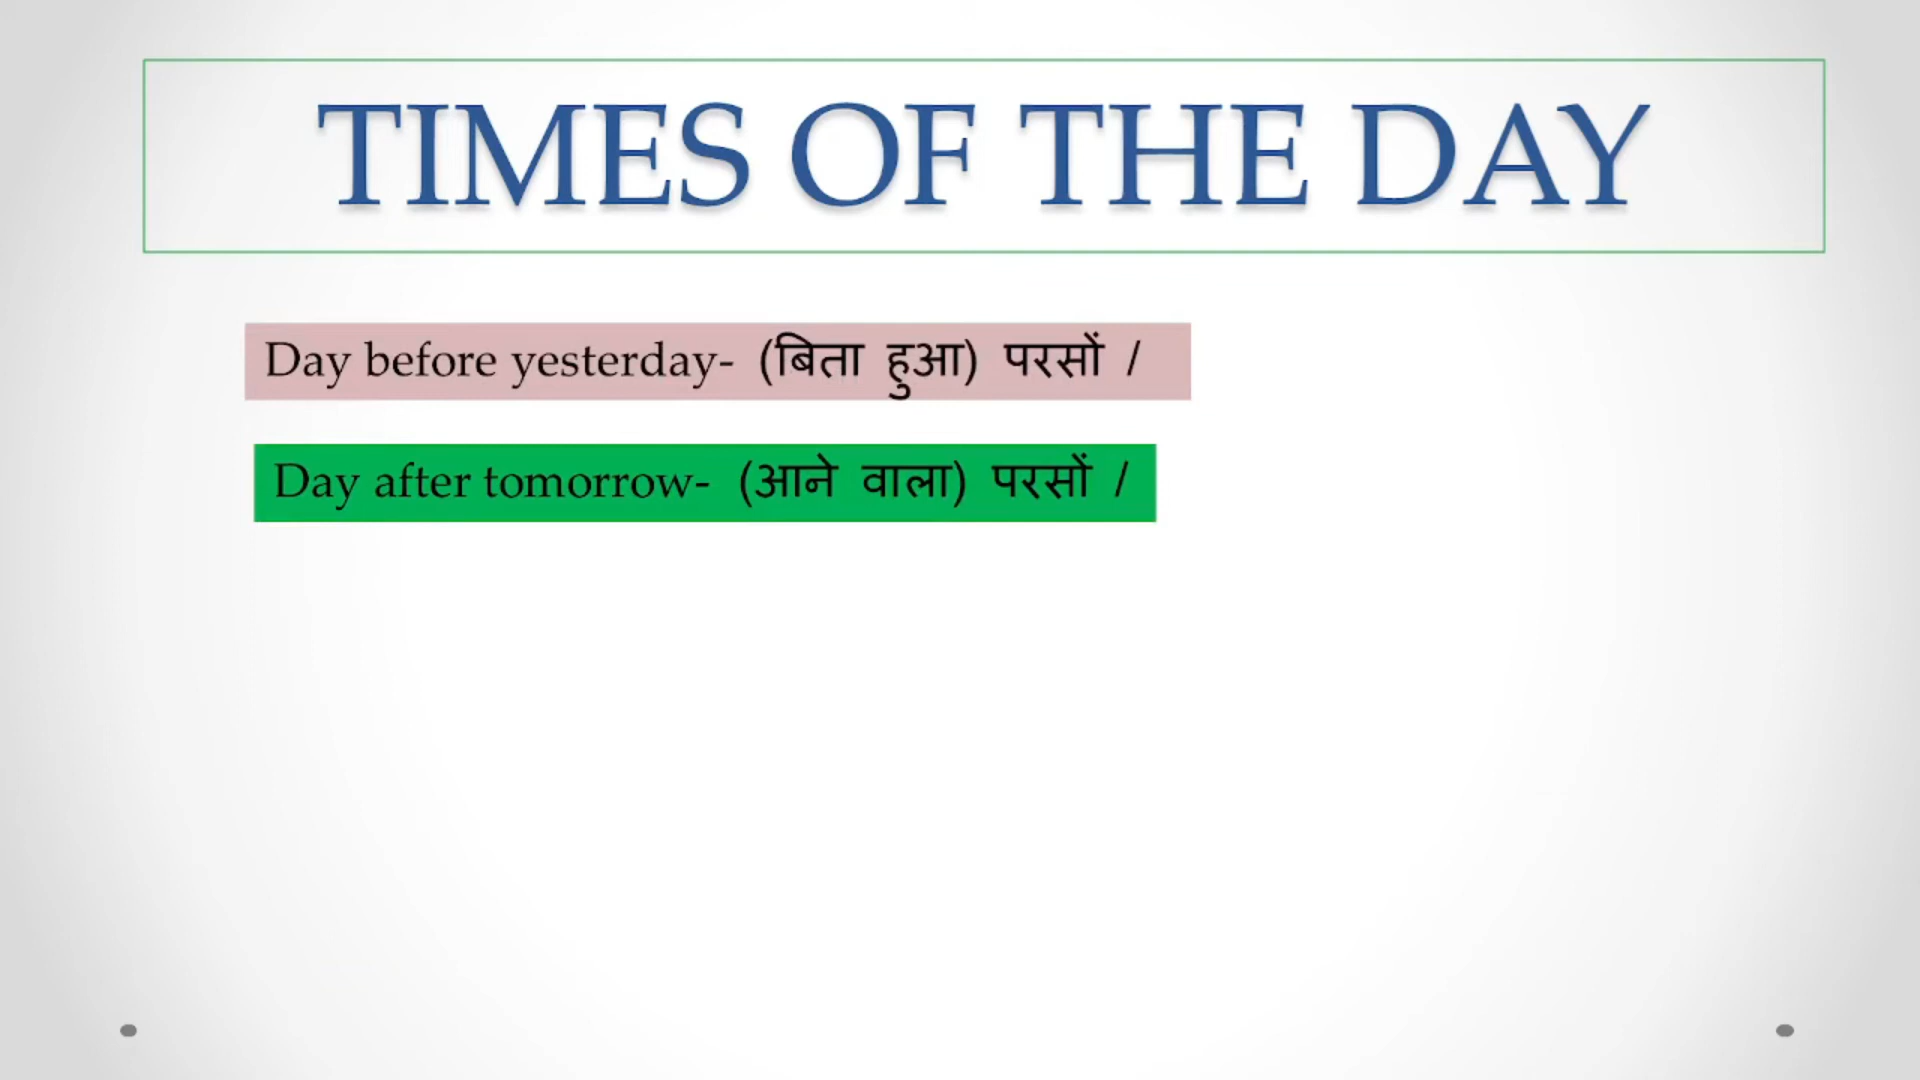 TIMES OF THE DAY
Day before yesterday- (बिता हुआ) परसों /
Day after tomorrow- (आने वाला) परसों /